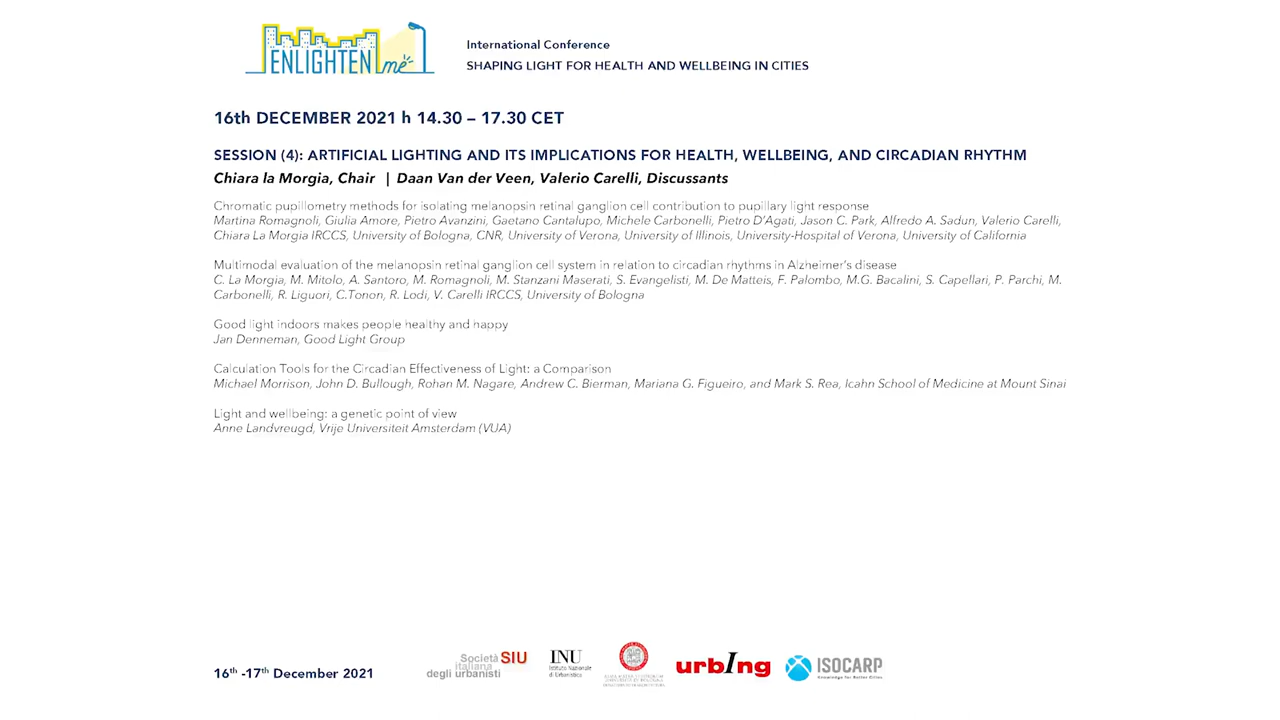 ENLIGHTEN me
International Conference
SHAPING LIGHT FOR HEALTH AND WELLBEING IN CITIES
16th DECEMBER 2021 h 14.30 – 17.30 CET
SESSION (4): ARTIFICIAL LIGHTING AND ITS IMPLICATIONS FOR HEALTH, WELLBEING, AND CIRCADIAN RHYTHM
Chiara la Morgia, Chair | Daan Van der Veen, Valerio Carelli, Discussants
Chromatic pupillometry methods for isolating melanopsin retinal ganglion cell contribution to pupillary light response
Martina Romagnoli, Giulia Amore, Pietro Avanzini, Gaetano Cantalupo, Michele Carbonelli, Pietro D'Agati, Jason C. Park, Alfredo A. Sadun, Valerio Carelli,
Chiara La Morgia IRCCS, University of Bologna, CNR, University of Verona, University of Illinois, University-Hospital of Verona, University of California
Multimodal evaluation of the melanopsin retinal ganglion cell system in relation to circadian rhythms in Alzheimer's disease
C. La Morgia, M. Mitolo, A. Santoro, M. Romagnoli, M. Stanzani Maserati, S. Evangelisti, M. De Matteis, F. Palombo, M.G. Bacalini, S. Capellari, P. Parchi, M.
Carbonelli, R. Liguori, C.Tonon, R. Lodi, V. Carelli IRCCS, University of Bologna
Good light indoors makes people healthy and happy
Jan Denneman, Good Light Group
Calculation Tools for the Circadian Effectiveness of Light: a Comparison
Michael Morrison, John D. Bullough, Rohan M. Nagare, Andrew C. Bierman, Mariana G. Figueiro, and Mark S. Rea, Icahn School of Medicine at Mount Sinai
Light and wellbeing: a genetic point of view
Anne Landvreugd, Vrije Universiteit Amsterdam (VUA)
16th -17th December 2021
Società SIU
italiana
degli urbanisti
INU
Istituto Nazionale
di Urbanistica
urbIng
ISOCARP
Knowledge for Better Cities